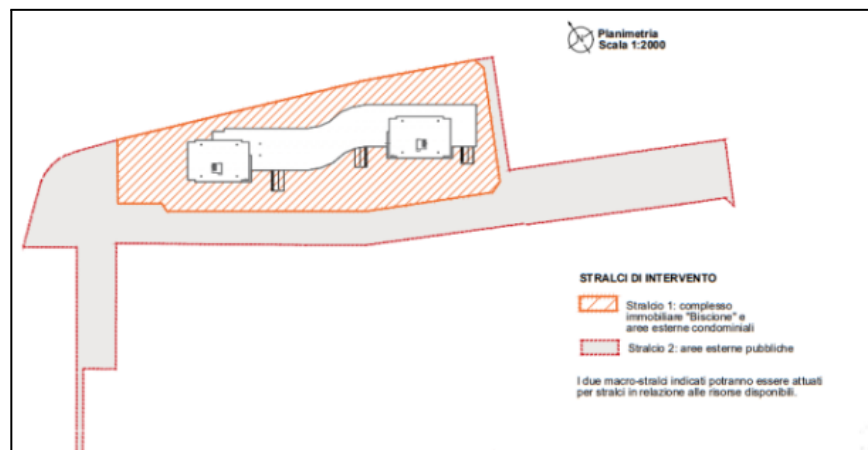 Planimetria
Scala 1:2000
STRALCI DI INTERVENTO
Stralcio 1: complesso
immobiliare "Biscione" e
aree esterne condominiali
Stralcio 2: aree esterne pubbliche
I due macro-stralci indicati potranno essere attuati
per stralci in relazione alle risorse disponibili.